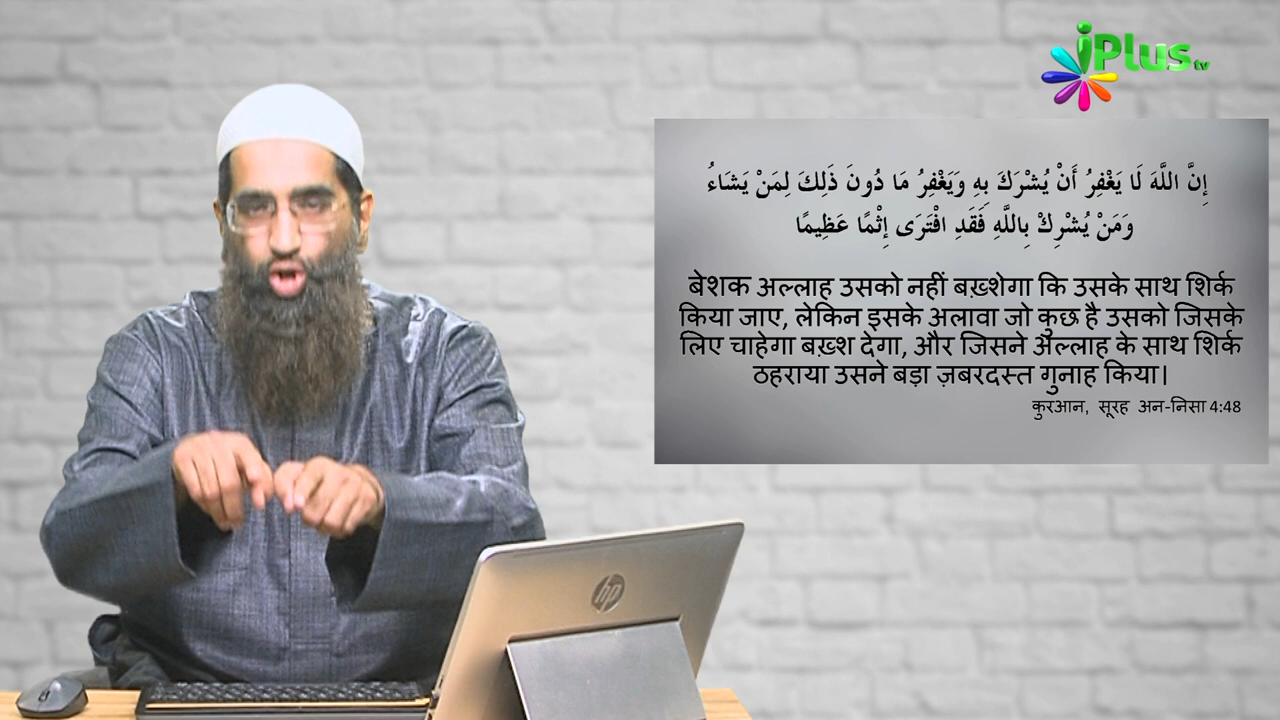 iPlus tv
إِنَّ اللَّهَ لَا يَغْفِرُ أَنْ يُشْرَكَ بِهِ وَيَغْفِرُ مَا دُونَ ذَلِكَ لِمَنْ يَشَاءُ
وَمَنْ يُشْرِكْ بِاللَّهِ فَقَدِ افْتَرَى إِثْمًا عَظِيمًا
बेशक अल्लाह उसको नहीं बख़्शेगा कि उसके साथ शिर्क
किया जाए, लेकिन इसके अलावा जो कुछ है उसको जिसके
लिए चाहेगा बख़्श देगा, और जिसने अल्लाह के साथ शिर्क
ठहराया उसने बड़ा ज़बरदस्त गुनाह किया।
कुरआन, सूरह अन-निसा 4:48
hp